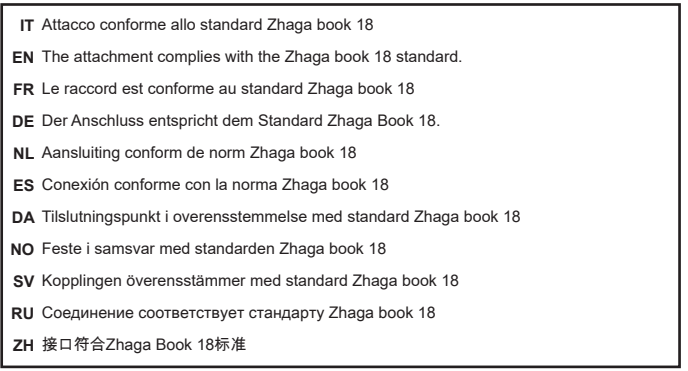 IT Attacco conforme allo standard Zhaga book 18
EN The attachment complies with the Zhaga book 18 standard.
FR Le raccord est conforme au standard Zhaga book 18
DE Der Anschluss entspricht dem Standard Zhaga Book 18.
NL Aansluiting conform de norm Zhaga book 18
ES Conexión conforme con la norma Zhaga book 18
DA Tilslutningspunkt i overensstemmelse med standard Zhaga book 18
NO Feste i samsvar med standarden Zhaga book 18
SV Kopplingen överensstämmer med standard Zhaga book 18
RU Соединение соответствует стандарту Zhaga book 18
ZH 接口符合Zhaga Book 18标准